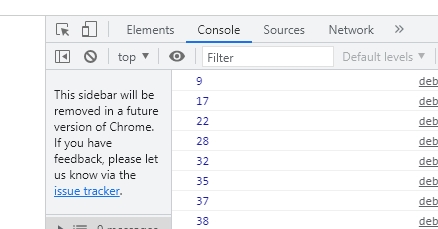 Elements Console Sources Network »
top ▼ Filter Default levels ▼
This sidebar will be
removed in a future
version of Chrome.
If you have
feedback, please let
us know via the
issue tracker.
9 deb
17 deb
22 deb
28 deb
32 deb
35 deb
37 deb
38 deb